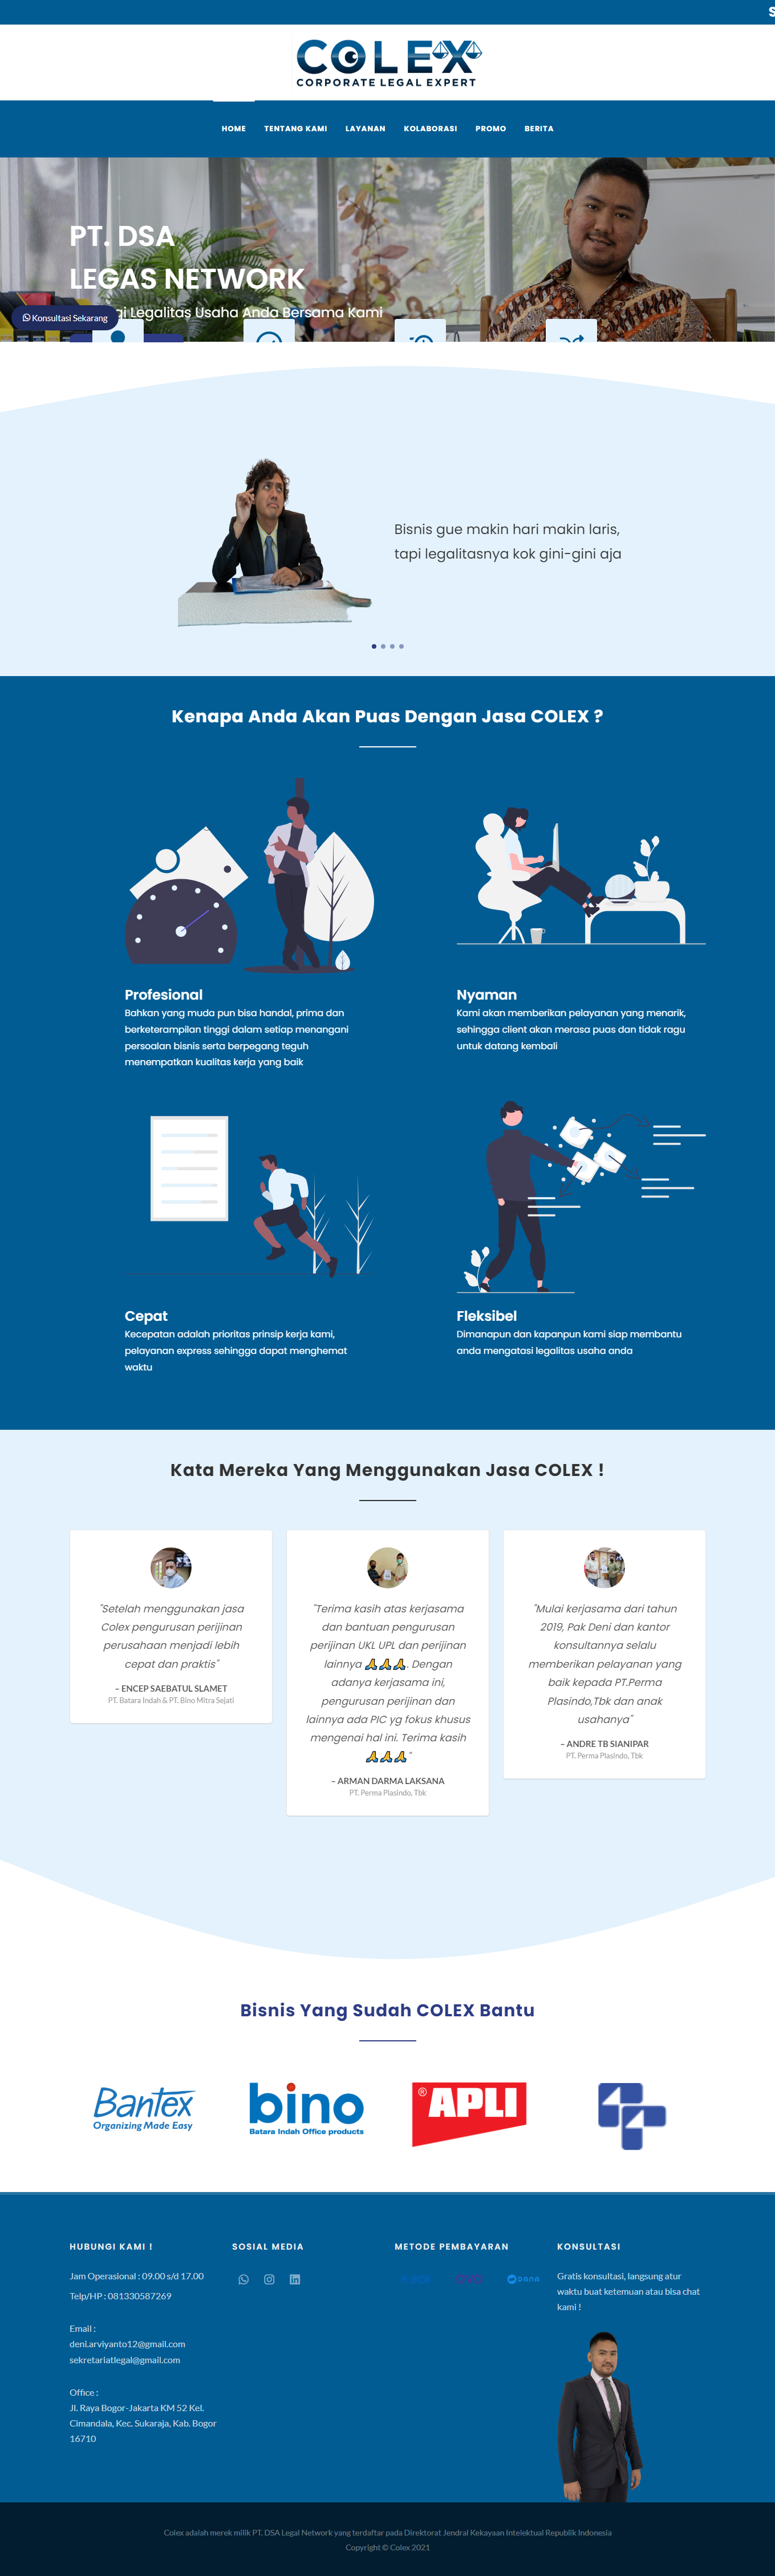 S
COLEX
CORPORATE LEGAL EXPERT
HOME TENTANG KAMI LAYANAN KOLABORASI PROMO BERITA
PT. DSA
LEGAS NETWORK
Legalitas Usaha Anda Bersama Kami
Konsultasi Sekarang
Bisnis gue makin hari makin laris,
tapi legalitasnya kok gini-gini aja
Kenapa Anda Akan Puas Dengan Jasa COLEX ?
Profesional
Bahkan yang muda pun bisa handal, prima dan
berketerampilan tinggi dalam setiap menangani
persoalan bisnis serta berpegang teguh
menempatkan kualitas kerja yang baik
Nyaman
Kami akan memberikan pelayanan yang menarik,
sehingga client akan merasa puas dan tidak ragu
untuk datang kembali
Cepat
Kecepatan adalah prioritas prinsip kerja kami,
pelayanan express sehingga dapat menghemat
waktu
Fleksibel
Dimanapun dan kapanpun kami siap membantu
anda mengatasi legalitas usaha anda
Kata Mereka Yang Menggunakan Jasa COLEX !
"Setelah menggunakan jasa
Colex pengurusan perijinan
perusahaan menjadi lebih
cepat dan praktis"
– ENCEP SAEBATUL SLAMET
PT. Batara Indah & PT. Bino Mitra Sejati
"Terima kasih atas kerjasama
dan bantuan pengurusan
perijinan UKL UPL dan perijinan
lainnya 🙏🙏🙏. Dengan
adanya kerjasama ini,
pengurusan perijinan dan
lainnya ada PIC yg fokus khusus
mengenai hal ini. Terima kasih
🙏🙏🙏"
– ARMAN DARMA LAKSANA
PT. Perma Plasindo, Tbk
"Mulai kerjasama dari tahun
2019, Pak Deni dan kantor
konsultannya selalu
memberikan pelayanan yang
baik kepada PT.Perma
Plasindo,Tbk dan anak
usahanya"
– ANDRE TB SIANIPAR
PT. Perma Plasindo, Tbk
Bisnis Yang Sudah COLEX Bantu
Bantex
Organizing Made Easy
bino
Batara Indah Office products
® APLI
HUBUNGI KAMI !
Jam Operasional : 09.00 s/d 17.00
Telp/HP : 081330587269
Email :
deni.arviyanto12@gmail.com
sekretariatlegal@gmail.com
Office :
Jl. Raya Bogor-Jakarta KM 52 Kel.
Cimandala, Kec. Sukaraja, Kab. Bogor
16710
SOSIAL MEDIA
METODE PEMBAYARAN
BCA OVO DANA
KONSULTASI
Gratis konsultasi, langsung atur
waktu buat ketemuan atau bisa chat
kami !
Colex adalah merek milik PT. DSA Legal Network yang terdaftar pada Direktorat Jendral Kekayaan Intelektual Republik Indonesia
Copyright © Colex 2021